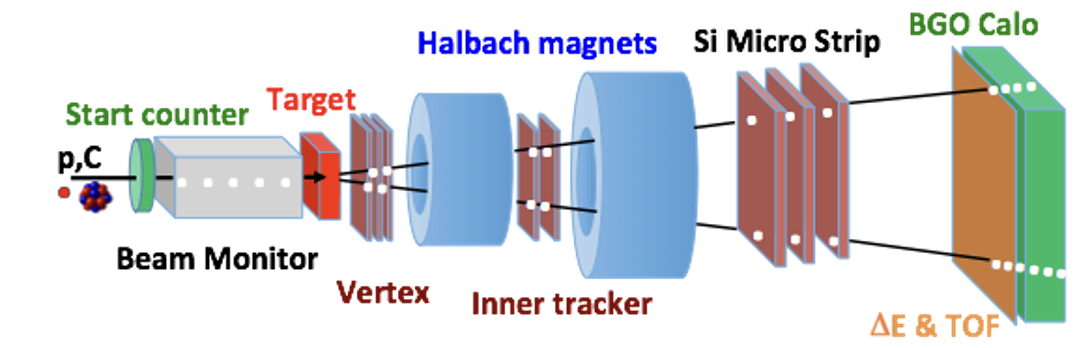 BGO Calo
Halbach magnets
Si Micro Strip
Target
Start counter
p,C
Beam Monitor
Vertex
Inner tracker
ΔE & TOF